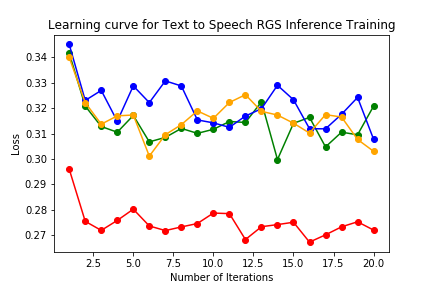 Learning curve for Text to Speech RGS Inference Training
0.34
0.33
0.32
0.31
0.30
0.29
0.28
0.27
Loss
2.5 5.0 7.5 10.0 12.5 15.0 17.5 20.0
Number of Iterations